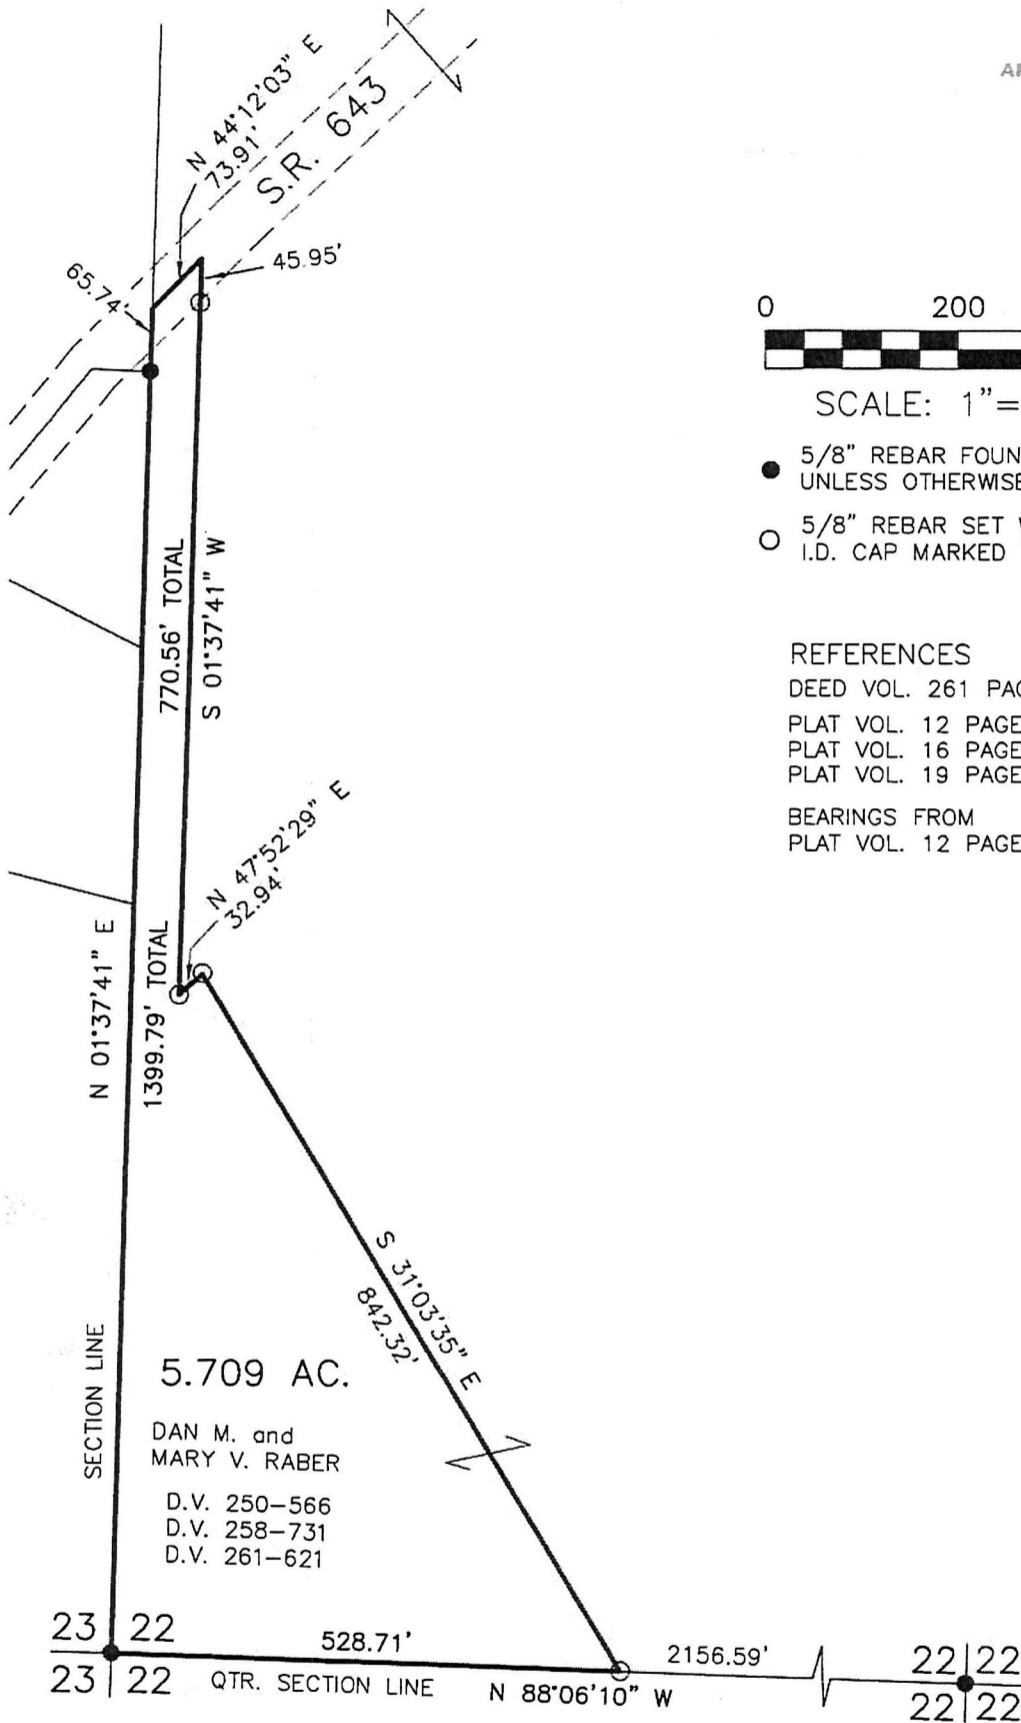 N 44°12'03" E
73.91'
S.R. 643
65.74'
45.95'
0 200
SCALE: 1"=
5/8" REBAR FOUN
UNLESS OTHERWISE
5/8" REBAR SET
I.D. CAP MARKED
770.56' TOTAL
S 01°37'41" W
REFERENCES
DEED VOL. 261 PAG
PLAT VOL. 12 PAGE
PLAT VOL. 16 PAGE
PLAT VOL. 19 PAGE
BEARINGS FROM
PLAT VOL. 12 PAGE
N 47°52'29" E
32.94'
N 01°37'41" E
1399.79' TOTAL
S 31°03'35" E
842.32'
SECTION LINE
5.709 AC.
DAN M. and
MARY V. RABER
D.V. 250-566
D.V. 258-731
D.V. 261-621
23 22
23 22
528.71'
QTR. SECTION LINE
N 88°06'10" W
2156.59'
22 22
22 22